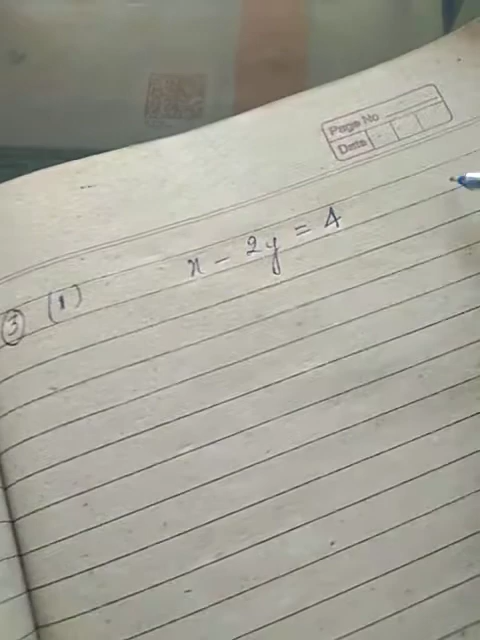 Page No
Date
③ (1) x - 2y = 4